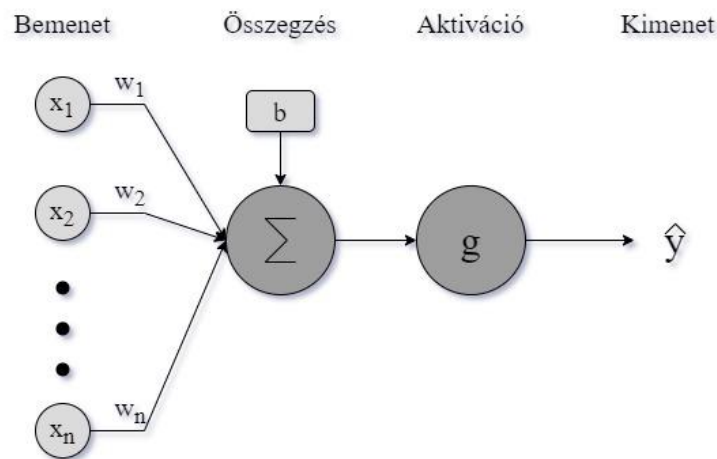 Bemenet Összegzés Aktiváció Kimenet
w₁
x₁ b
w₂
x₂ ∑ g ŷ
wₙ
xₙ